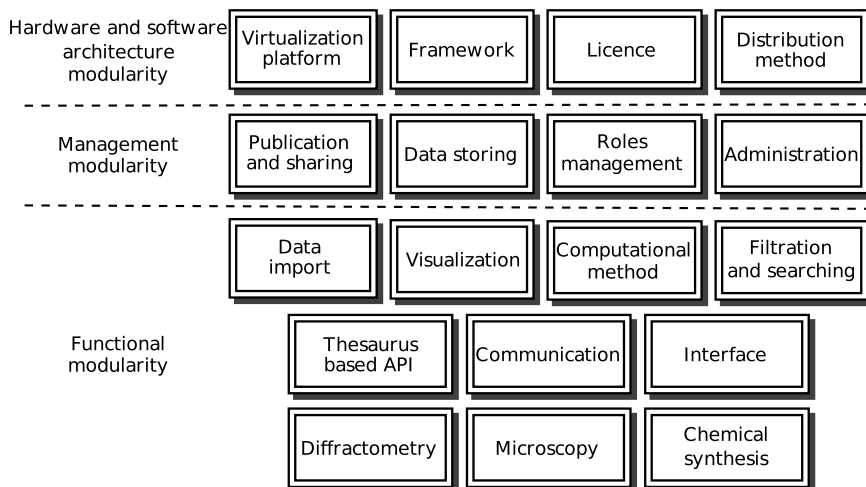 Hardware and software
architecture
modularity
Virtualization
platform
Framework
Licence
Distribution
method
Management
modularity
Publication
and sharing
Data storing
Roles
management
Administration
Functional
modularity
Data
import
Visualization
Computational
method
Filtration
and searching
Thesaurus
based API
Communication
Interface
Diffractometry
Microscopy
Chemical
synthesis